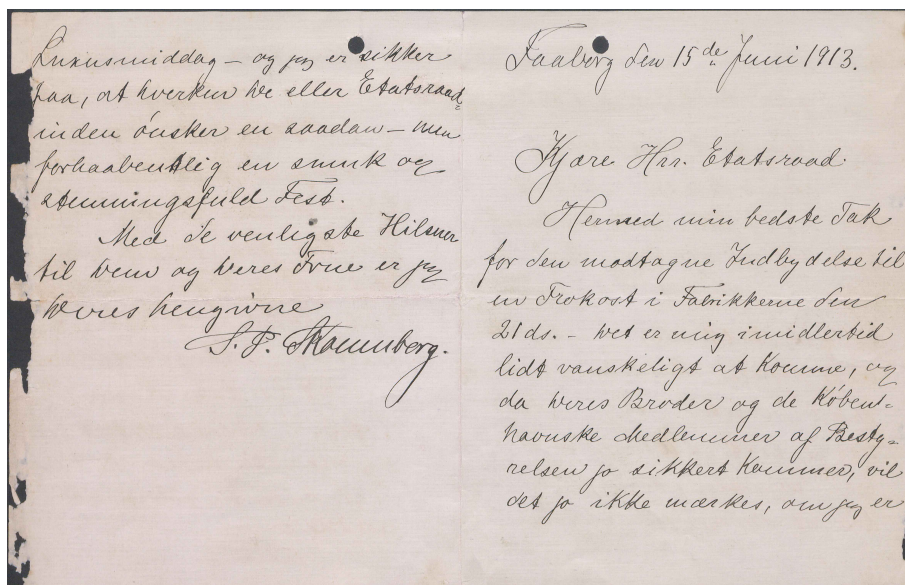 Faaborg den 15de Juni 1913.
Kjære Hrr. Etatsraad.
Hermed min bedste Tak
for den modtagne Indbydelse til
en Frokost i Fabrikkerne den
21 ds. - Det er mig imidlertid
lidt vanskeligt at komme, og
da Deres Broder og de Køben-
havnske Medlemmer af Besty-
relsen jo sikkert kommer, vil
det jo ikke mærkes, om jeg er
Luxusmiddag - og jeg er sikker
paa, at hverken De eller Etatsraad-
inden ønsker en saadan - men
forhaabentlig en smuk og
stemningsfuld Fest.
Med de venligste Hilsner
til Dem og Deres Frue er jeg
Deres hengivne